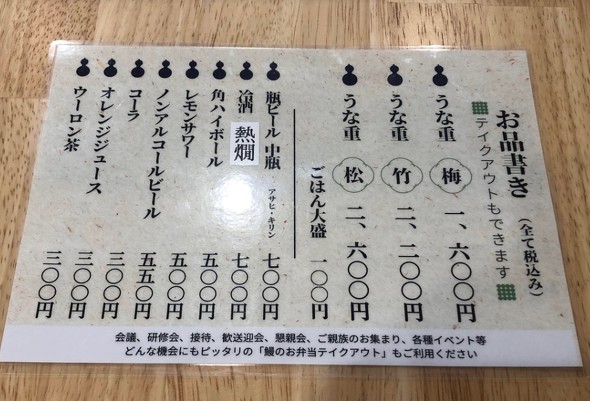 お品書き(全て税込み)
テイクアウトもできます
うな重 梅 一、六〇〇円
うな重 竹 二、二〇〇円
うな重 松 二、六〇〇円
ごはん大盛 一〇〇円
瓶ビール 中瓶 アサヒ・キリン 七〇〇円
冷酒 熱燗 七〇〇円
角ハイボール 五〇〇円
レモンサワー 五〇〇円
ノンアルコールビール 五五〇円
コーラ 三〇〇円
オレンジジュース 三〇〇円
ウーロン茶 三〇〇円
会議、研修会、接待、歓送迎会、懇親会、ご親族のお集まり、各種イベント等
どんな機会にもピッタリの「鰻のお弁当テイクアウト」もご利用ください